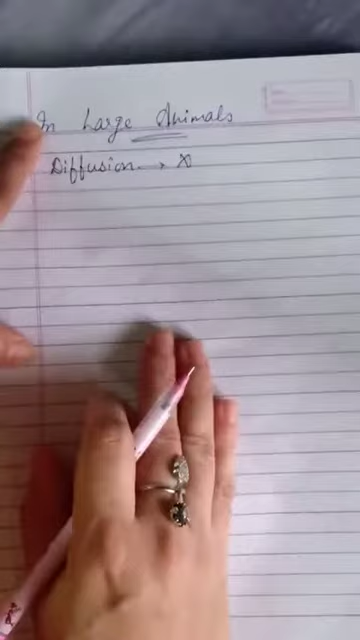 In Large Animals
Diffusion → X